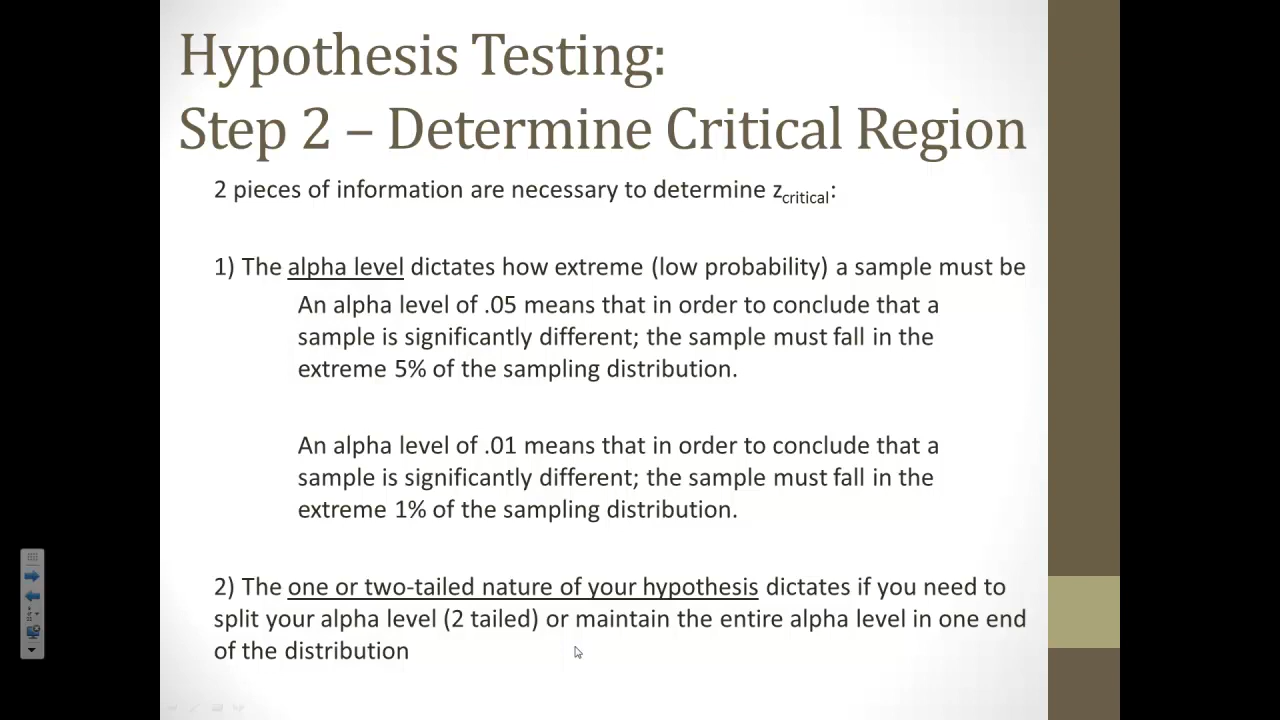 Hypothesis Testing:
Step 2 – Determine Critical Region
2 pieces of information are necessary to determine zcritical:
1) The alpha level dictates how extreme (low probability) a sample must be
An alpha level of .05 means that in order to conclude that a
sample is significantly different; the sample must fall in the
extreme 5% of the sampling distribution.
An alpha level of .01 means that in order to conclude that a
sample is significantly different; the sample must fall in the
extreme 1% of the sampling distribution.
2) The one or two-tailed nature of your hypothesis dictates if you need to
split your alpha level (2 tailed) or maintain the entire alpha level in one end
of the distribution